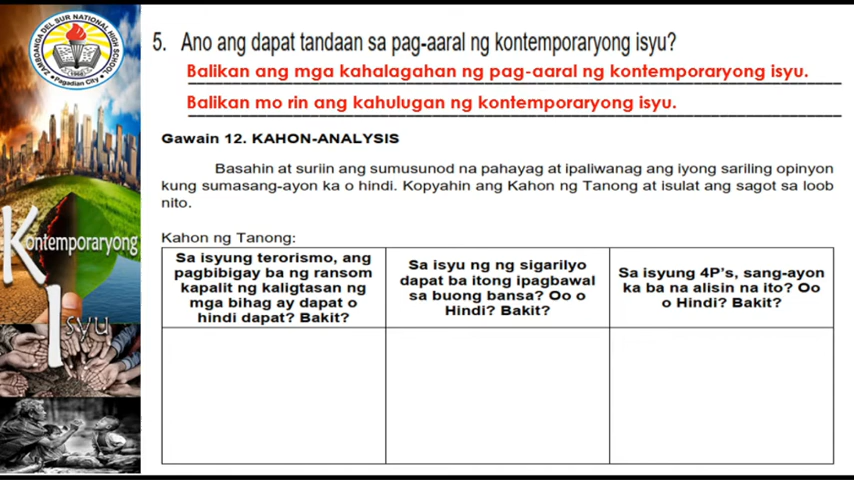 ZAMBOANGA DEL SUR NATIONAL HIGH SCHOOL
Pagadian City
5. Ano ang dapat tandaan sa pag-aaral ng kontemporaryong isyu?
Balikan ang mga kahalagahan ng pag-aaral ng kontemporaryong isyu.
Balikan mo rin ang kahulugan ng kontemporaryong isyu.
Gawain 12. KAHON-ANALYSIS
Basahin at suriin ang sumusunod na pahayag at ipaliwanag ang iyong sariling opinyon
kung sumasang-ayon ka o hindi. Kopyahin ang Kahon ng Tanong at isulat ang sagot sa loob
nito.
Kahon ng Tanong:
Sa isyung terorismo, ang
pagbibigay ba ng ransom
kapalit ng kaligtasan ng
mga bihag ay dapat o
hindi dapat? Bakit?
Sa isyu ng ng sigarilyo
dapat ba itong ipagbawal
sa buong bansa? Oo o
Hindi? Bakit?
Sa isyung 4P's, sang-ayon
ka ba na alisin na ito? Oo
o Hindi? Bakit?
Kontemporaryong
Isyu